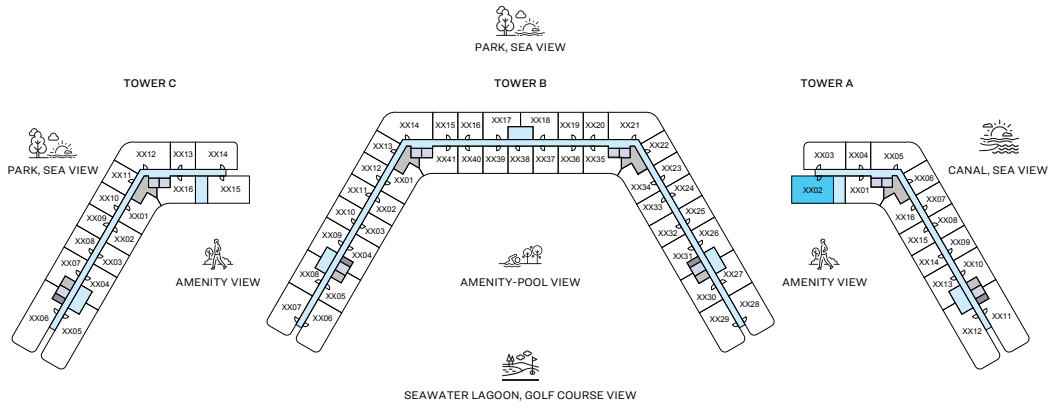 PARK, SEA VIEW
TOWER C
TOWER B
TOWER A
PARK, SEA VIEW
CANAL, SEA VIEW
XX12
XX13
XX14
XX11
XX16
XX15
XX10
XX01
XX09
XX02
XX08
XX03
XX07
XX04
XX06
XX05
XX14
XX15
XX16
XX17
XX18
XX19
XX20
XX21
XX13
XX41
XX40
XX39
XX38
XX37
XX36
XX35
XX22
XX12
XX01
XX34
XX23
XX11
XX02
XX33
XX24
XX10
XX03
XX32
XX25
XX09
XX04
XX31
XX26
XX08
XX05
XX30
XX27
XX07
XX06
XX29
XX28
XX03
XX04
XX05
XX02
XX01
XX06
XX16
XX07
XX15
XX08
XX14
XX09
XX13
XX10
XX12
XX11
AMENITY VIEW
AMENITY-POOL VIEW
AMENITY VIEW
SEAWATER LAGOON, GOLF COURSE VIEW